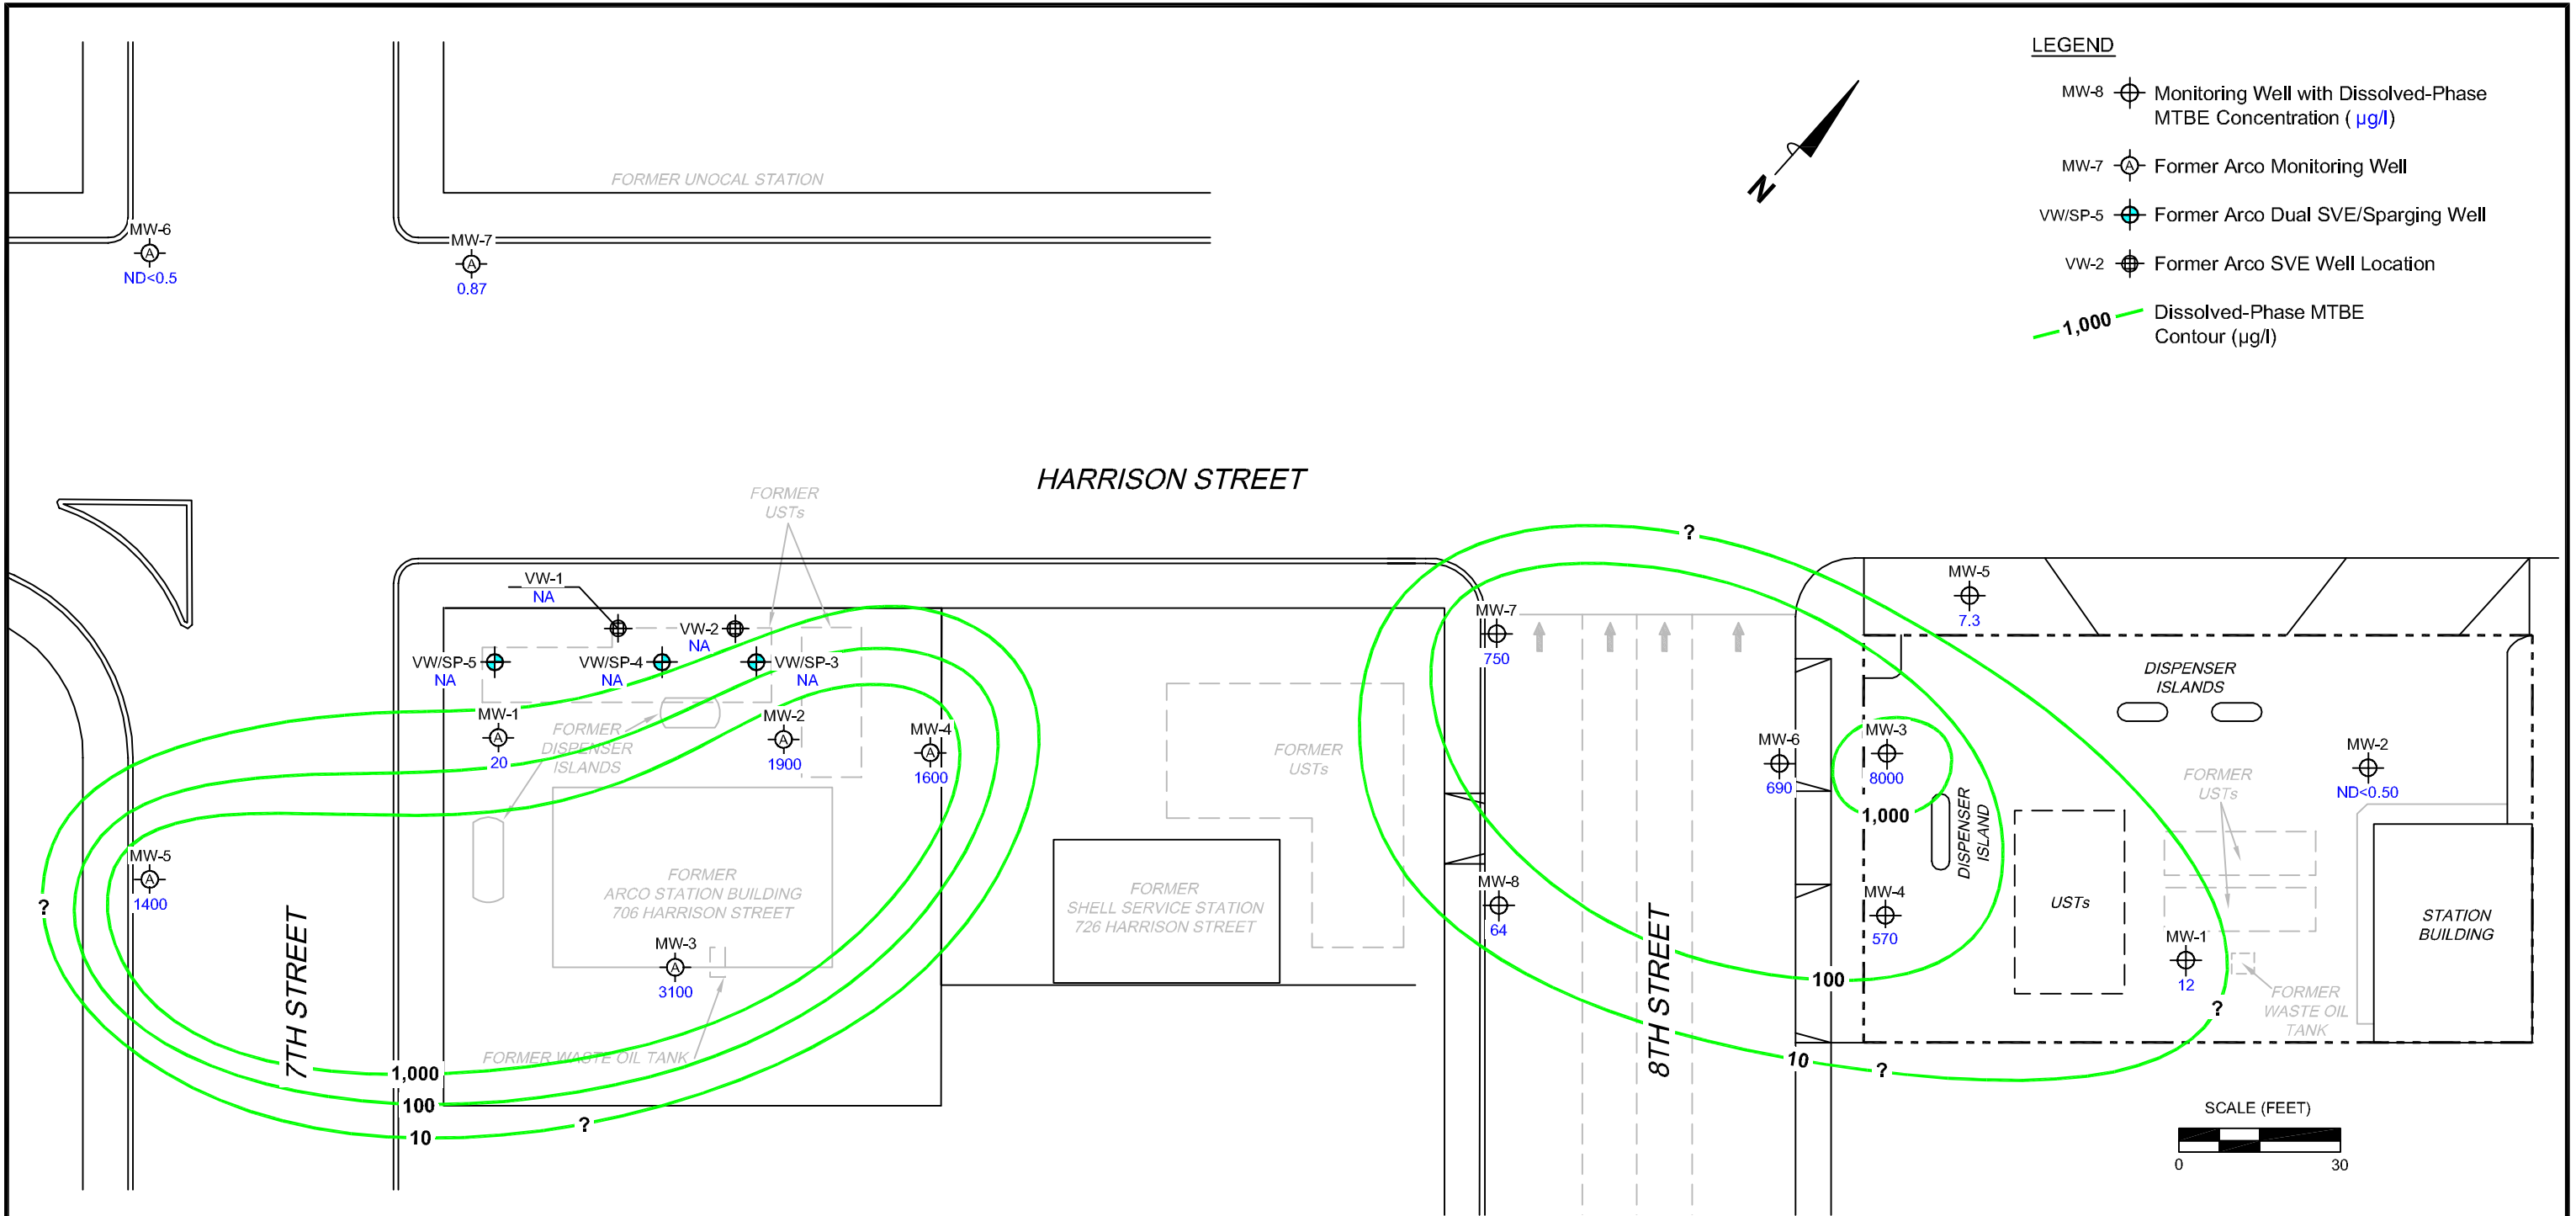 LEGEND
MW-8 Monitoring Well with Dissolved-Phase
MTBE Concentration ( µg/l)
MW-7 A Former Arco Monitoring Well
VW/SP-5 Former Arco Dual SVE/Sparging Well
VW-2 Former Arco SVE Well Location
1,000 Dissolved-Phase MTBE
Contour (µg/l)
N
FORMER UNOCAL STATION
MW-6
A
ND<0.5
MW-7
A
0.87
HARRISON STREET
FORMER
USTs
VW-1
NA
VW-2
NA
VW/SP-5
NA
VW/SP-4
NA
VW/SP-3
NA
MW-1
A
20
FORMER
DISPENSER
ISLANDS
MW-2
A
1900
MW-4
A
1600
MW-5
A
1400
?
7TH STREET
FORMER
ARCO STATION BUILDING
706 HARRISON STREET
MW-3
A
3100
FORMER WASTE OIL TANK
1,000
100
10
?
FORMER
USTs
FORMER
SHELL SERVICE STATION
726 HARRISON STREET
?
MW-7
750
MW-8
64
8TH STREET
MW-6
690
MW-5
7.3
DISPENSER
ISLANDS
MW-3
8000
1,000
DISPENSER
ISLAND
MW-4
570
100
10
?
USTs
FORMER
USTs
MW-2
ND<0.50
MW-1
12
?
FORMER
WASTE OIL
TANK
STATION
BUILDING
SCALE (FEET)
0 30